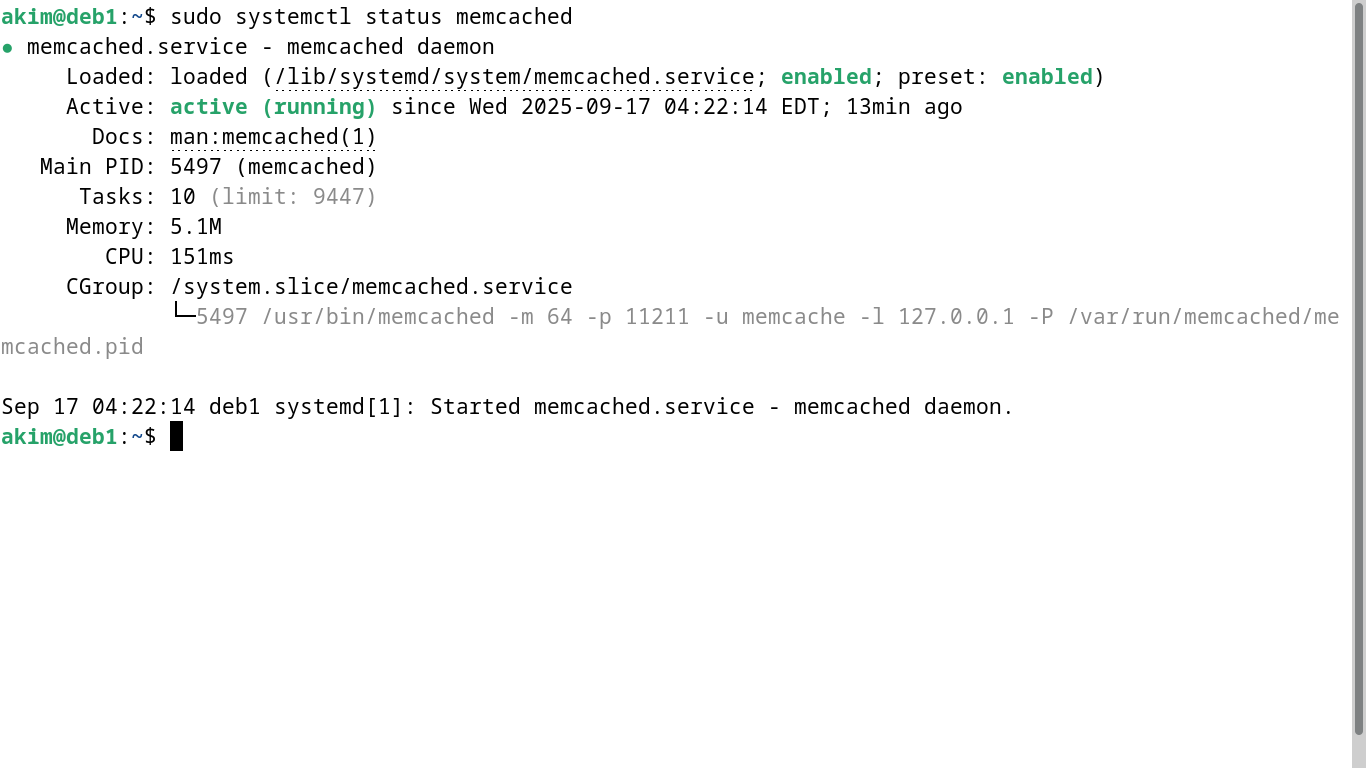 akim@deb1:~$ sudo systemctl status memcached
● memcached.service - memcached daemon
     Loaded: loaded (/lib/systemd/system/memcached.service; enabled; preset: enabled)
     Active: active (running) since Wed 2025-09-17 04:22:14 EDT; 13min ago
       Docs: man:memcached(1)
   Main PID: 5497 (memcached)
      Tasks: 10 (limit: 9447)
     Memory: 5.1M
        CPU: 151ms
     CGroup: /system.slice/memcached.service
             └─5497 /usr/bin/memcached -m 64 -p 11211 -u memcache -l 127.0.0.1 -P /var/run/memcached/me
mcached.pid

Sep 17 04:22:14 deb1 systemd[1]: Started memcached.service - memcached daemon.
akim@deb1:~$